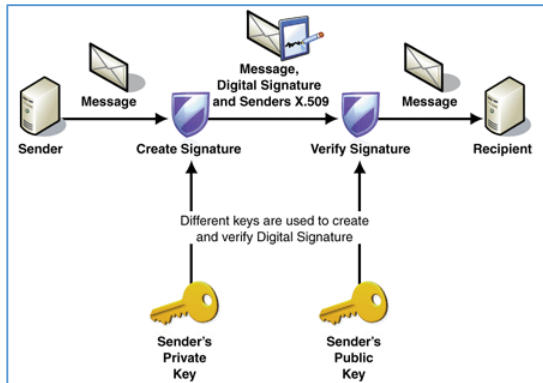 Message
Message,
Digital Signature
and Senders X.509
Message
Sender
Create Signature
Verify Signature
Recipient
Different keys are used to create
and verify Digital Signature
Sender's
Private
Key
Sender's
Public
Key